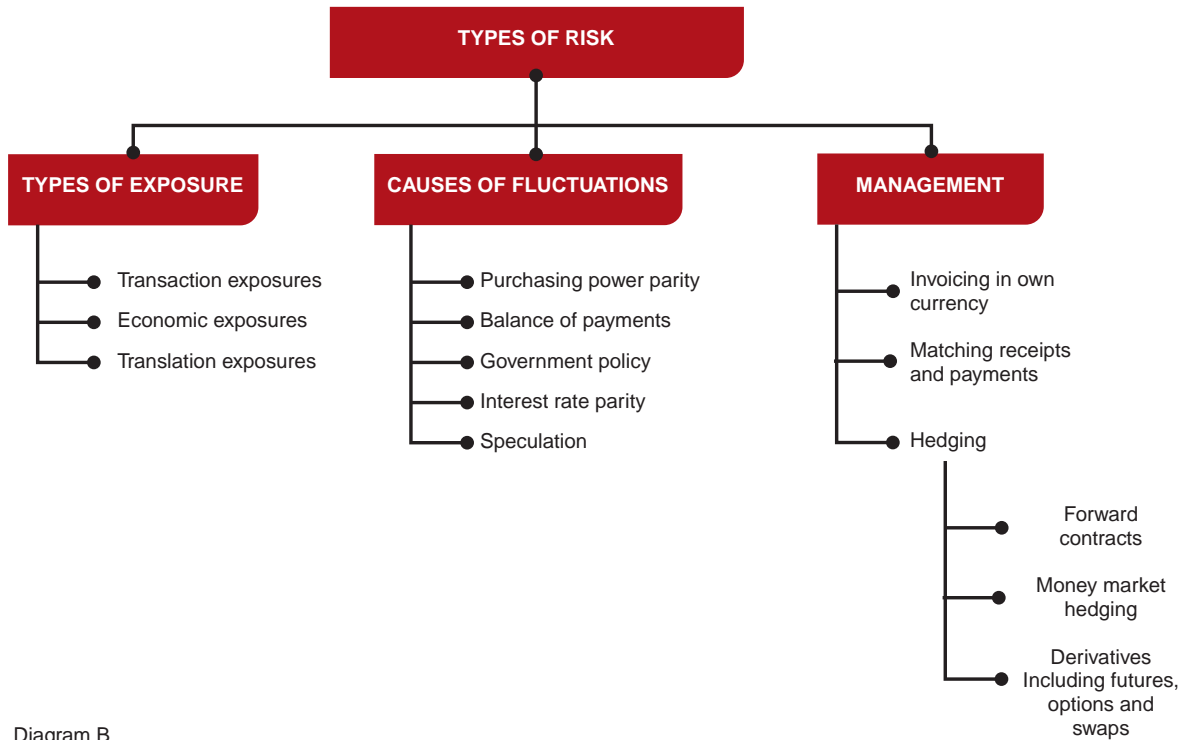 TYPES OF RISK
TYPES OF EXPOSURE
Transaction exposures
Economic exposures
Translation exposures
CAUSES OF FLUCTUATIONS
Purchasing power parity
Balance of payments
Government policy
Interest rate parity
Speculation
MANAGEMENT
Invoicing in own
currency
Matching receipts
and payments
Hedging
Forward
contracts
Money market
hedging
Derivatives
Including futures,
options and
swaps
Diagram B